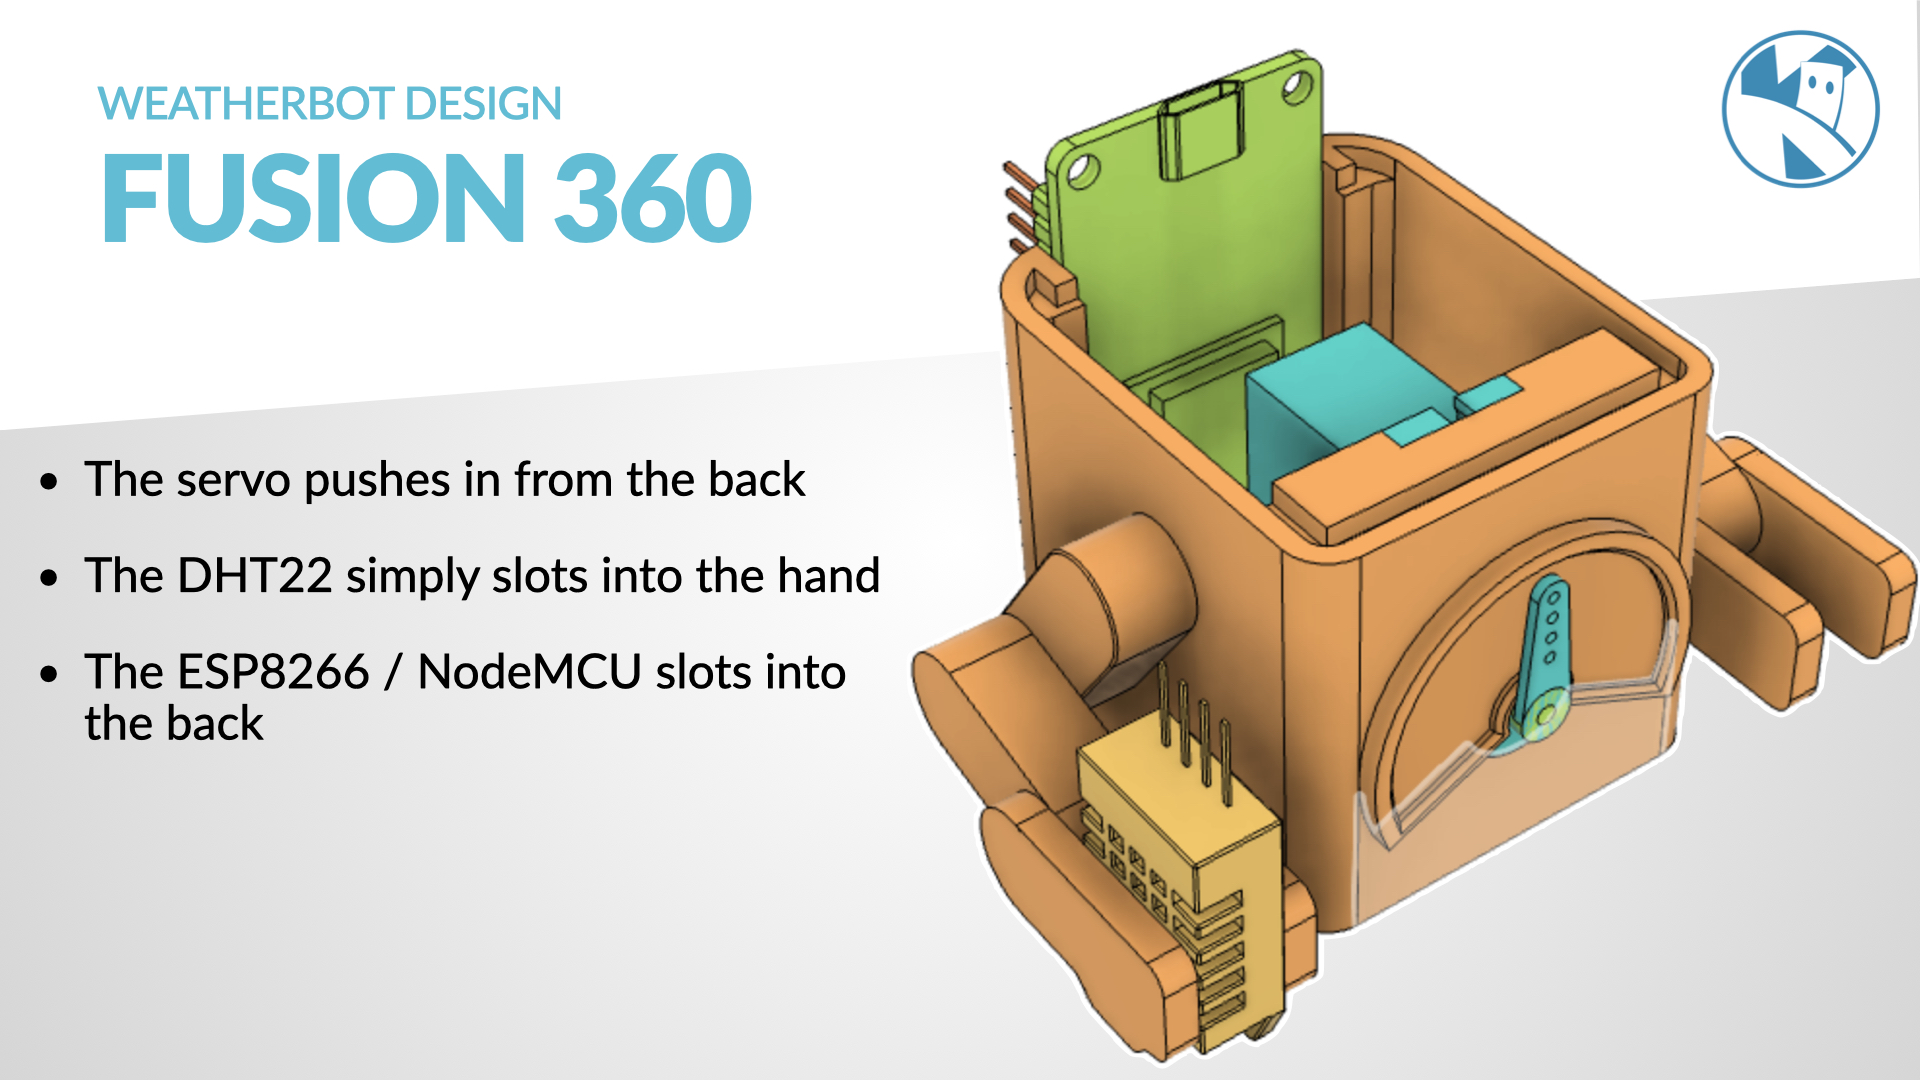 WEATHERBOT DESIGN
FUSION 360
• The servo pushes in from the back
• The DHT22 simply slots into the hand
• The ESP8266 / NodeMCU slots into
the back